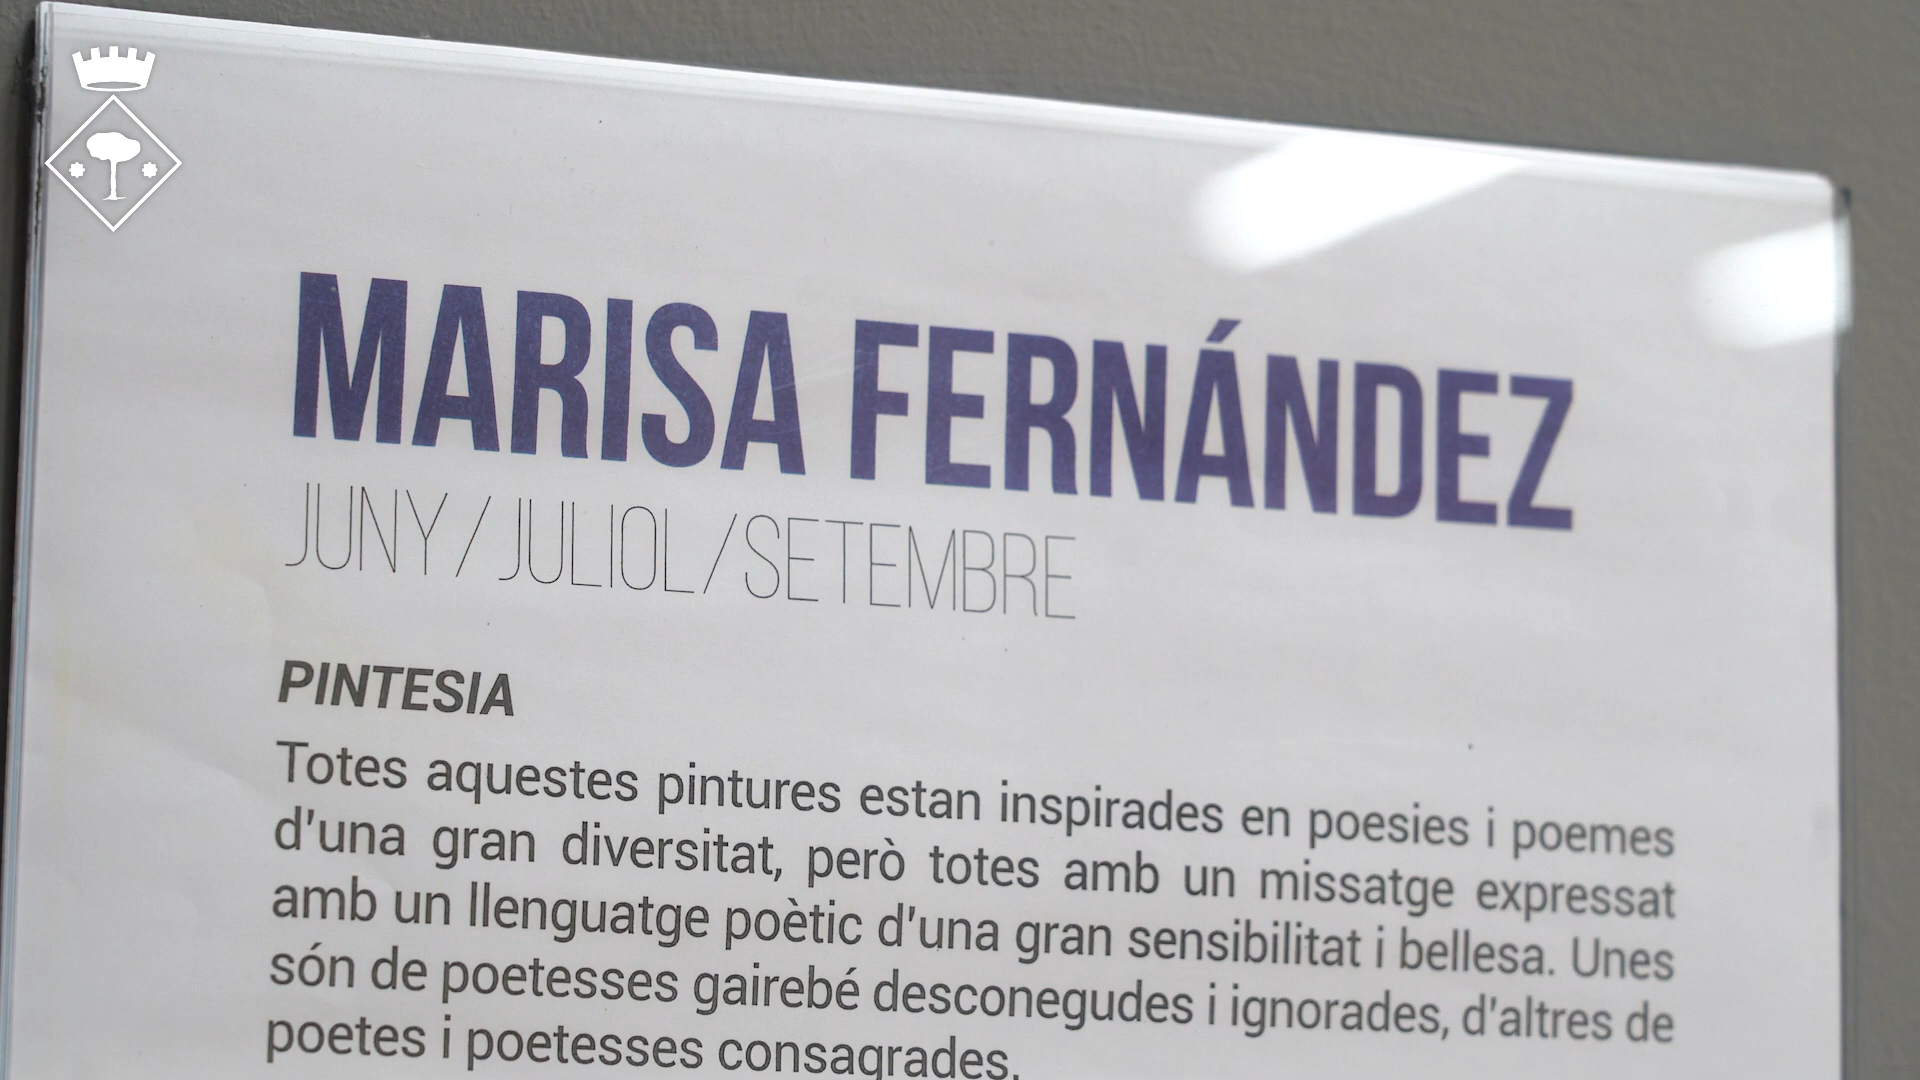 MARISA FERNÁNDEZ
JUNY/JULIOL/SETEMBRE
PINTESIA
Totes aquestes pintures estan inspirades en poesies i poemes
d'una gran diversitat, però totes amb un missatge expressat
amb un llenguatge poètic d'una gran sensibilitat i bellesa. Unes
són de poetesses gairebé desconegudes i ignorades, d'altres de
poetes i poetesses consagrades.